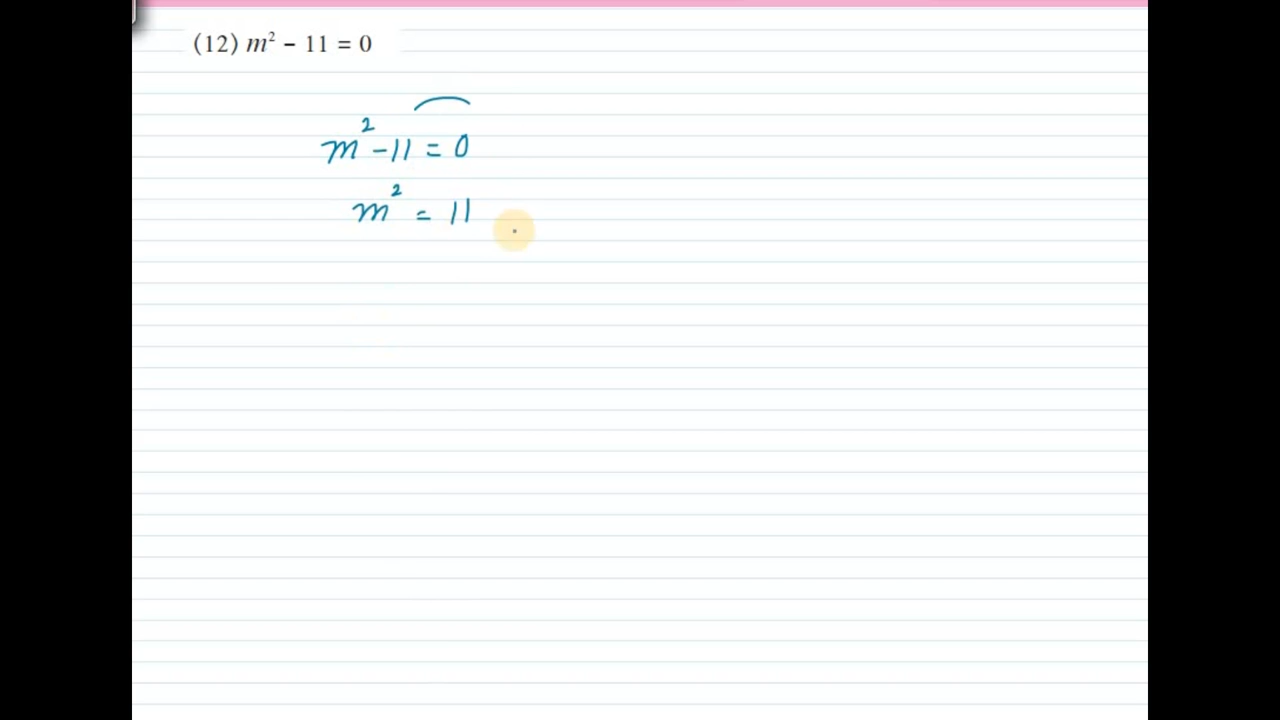 (12) m² − 11 = 0
m² − 11 = 0
m² = 11